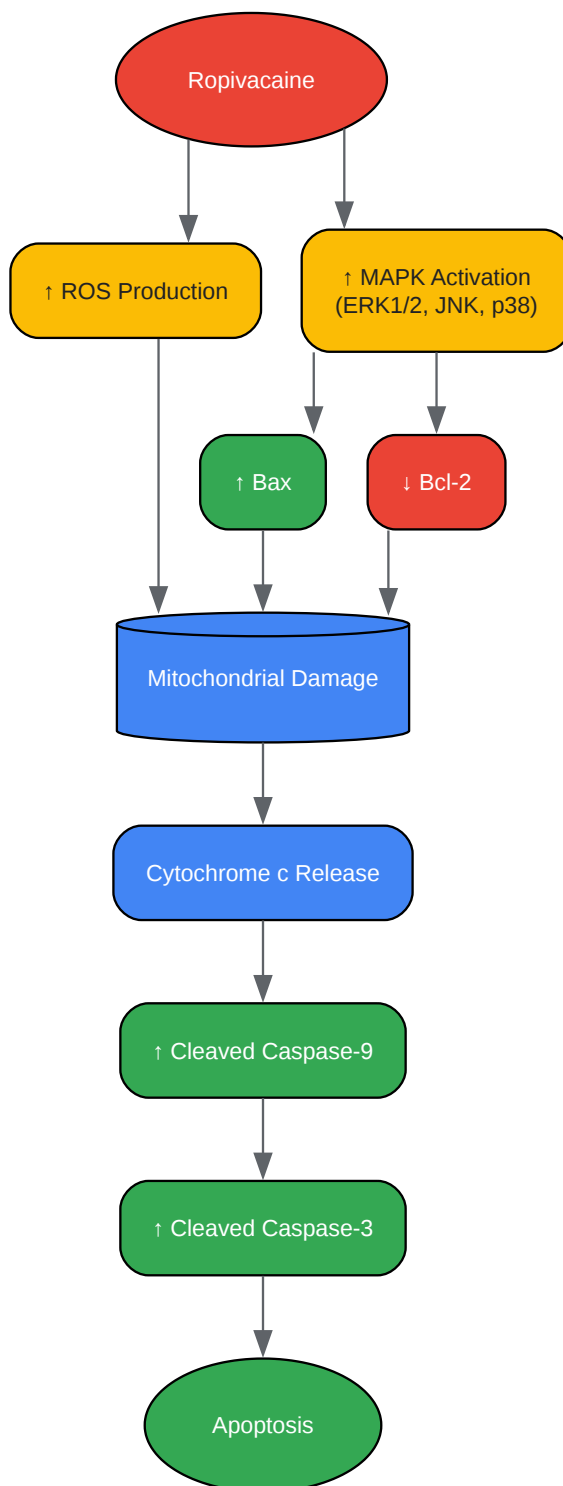 Ropivacaine
↑ ROS Production
↑ MAPK Activation
(ERK1/2, JNK, p38)
↑ Bax
↓ Bcl-2
Mitochondrial Damage
Cytochrome c Release
↑ Cleaved Caspase-9
↑ Cleaved Caspase-3
Apoptosis